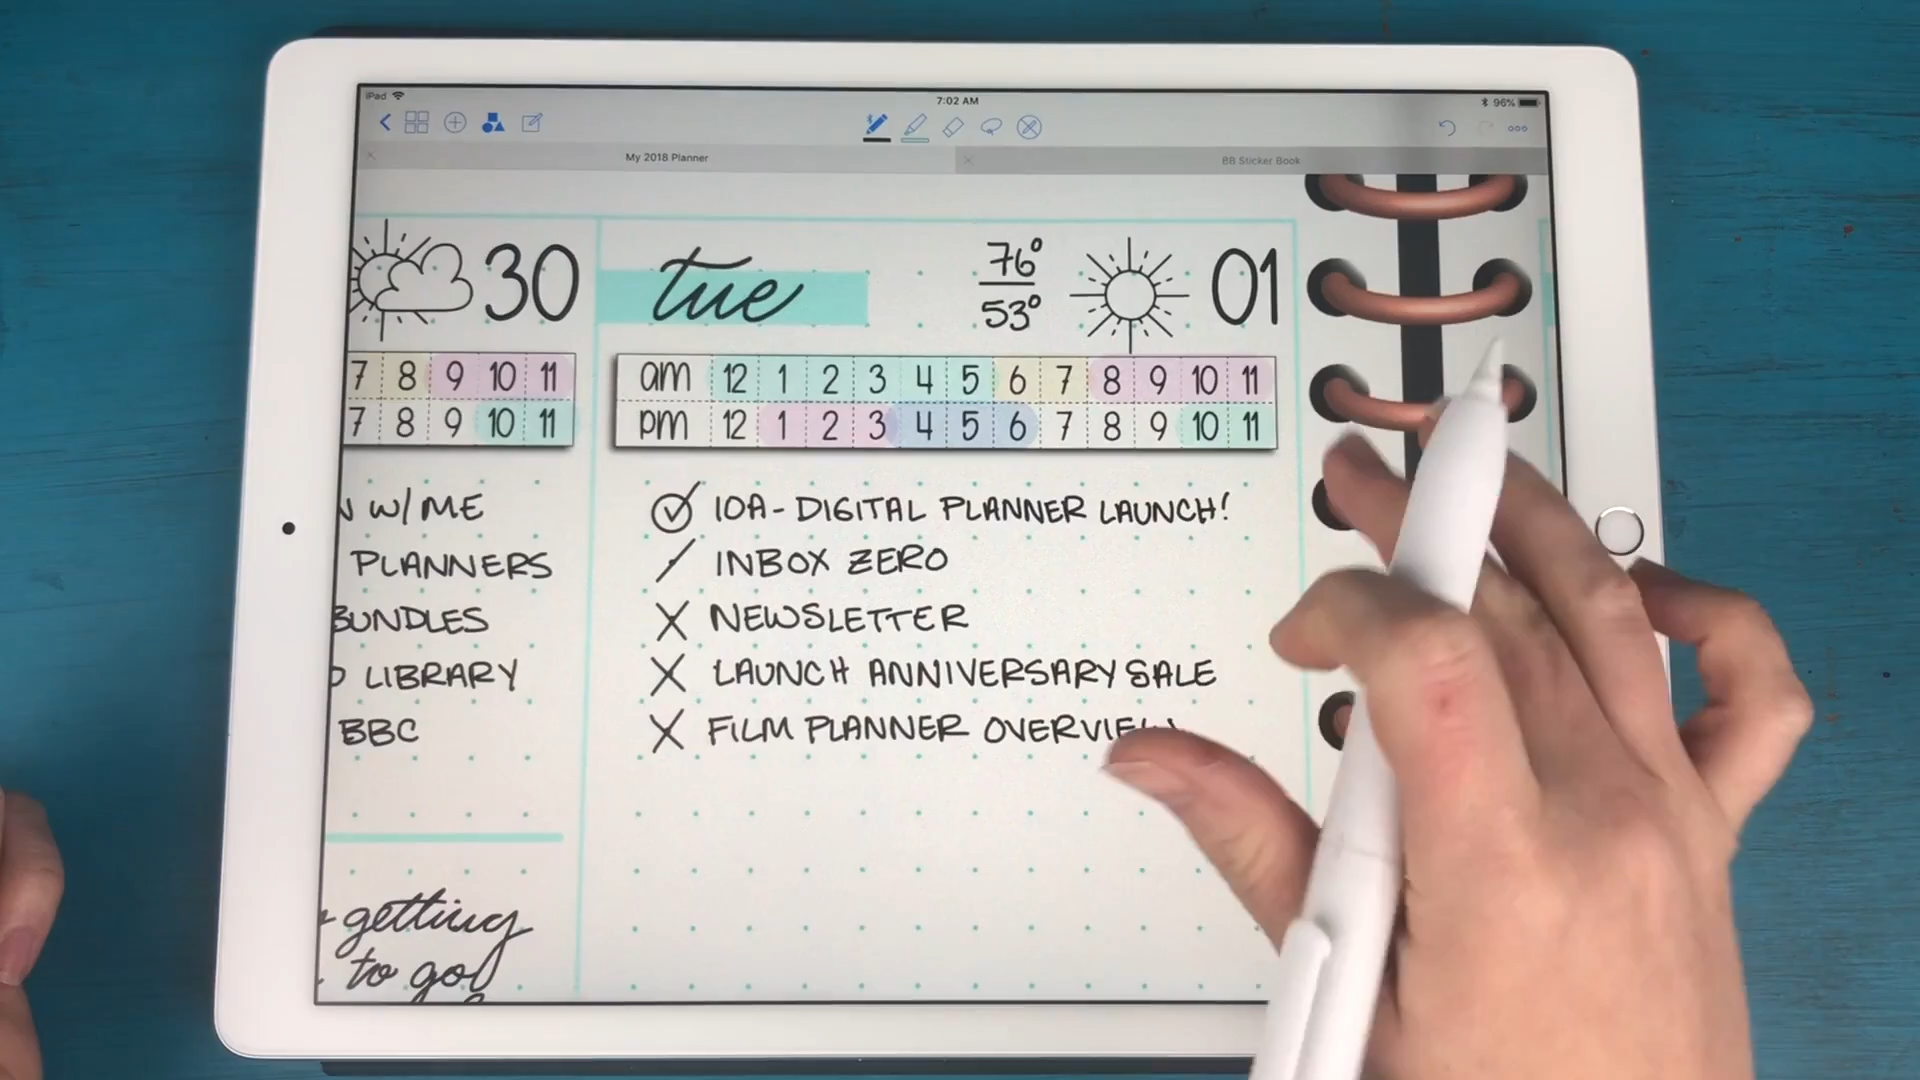 iPad
7:02 AM
96%
My 2018 Planner
BB Sticker Book
30
tue
76°
53°
01
7 8 9 10 11
7 8 9 10 11
am 12 1 2 3 4 5 6 7 8 9 10 11
pm 12 1 2 3 4 5 6 7 8 9 10 11
W/ME
PLANNERS
BUNDLES
LIBRARY
BBC
10A - DIGITAL PLANNER LAUNCH!
INBOX ZERO
NEWSLETTER
LAUNCH ANNIVERSARY SALE
FILM PLANNER OVERVIEW
getting
to go